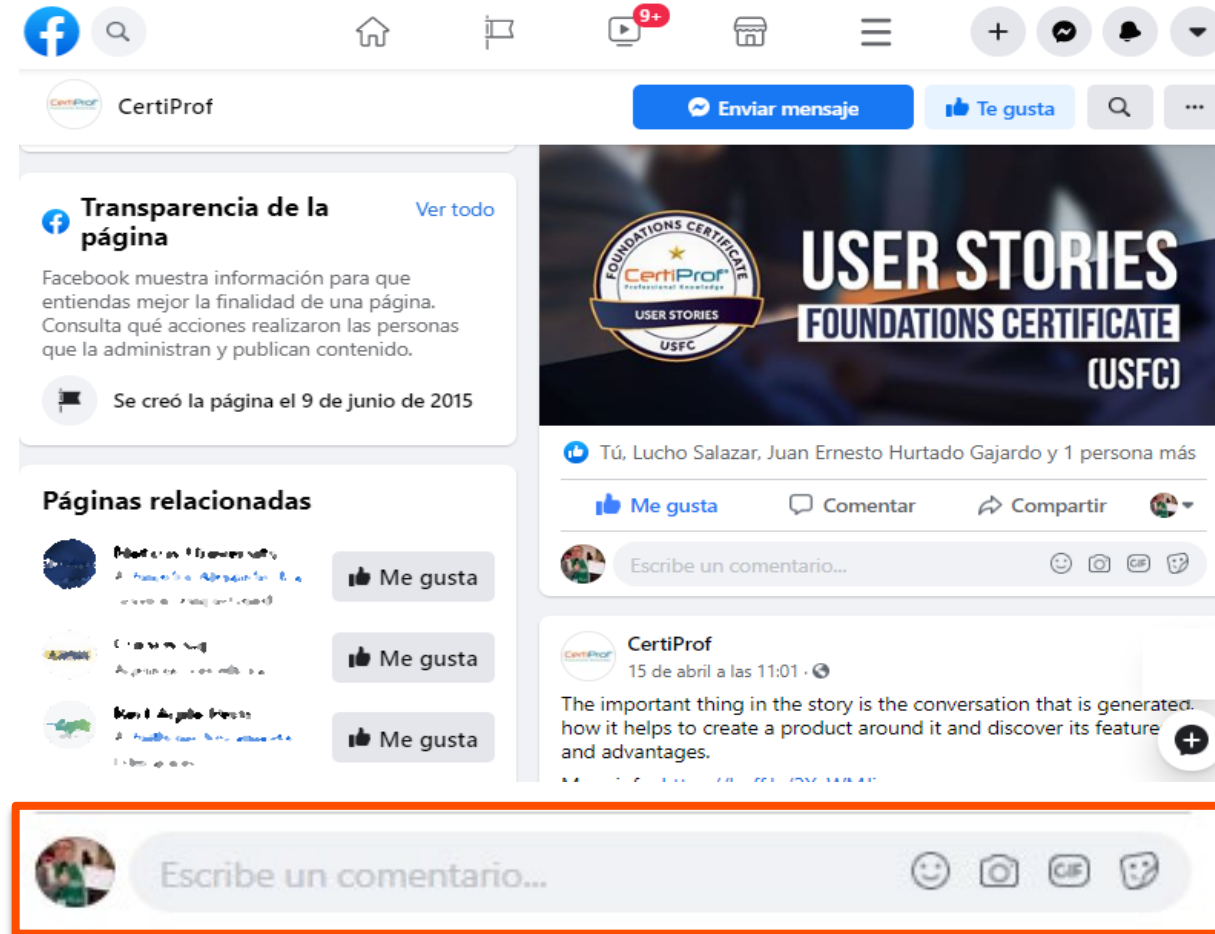 9+
CertiProf
CertiProf
Enviar mensaje
Te gusta
Transparencia de la
página
Ver todo
Facebook muestra información para que
entiendas mejor la finalidad de una página.
Consulta qué acciones realizaron las personas
que la administran y publican contenido.
Se creó la página el 9 de junio de 2015
Páginas relacionadas
Me gusta
Me gusta
Me gusta
FOUNDATIONS CERTIFICATE
CertiProf®
Professional Knowledge
USER STORIES
USFC
USER STORIES
FOUNDATIONS CERTIFICATE
(USFC)
Tú, Lucho Salazar, Juan Ernesto Hurtado Gajardo y 1 persona más
Me gusta
Comentar
Compartir
Escribe un comentario...
GIF
CertiProf
CertiProf
15 de abril a las 11:01 ·
The important thing in the story is the conversation that is generated,
how it helps to create a product around it and discover its feature
and advantages.
Escribe un comentario...
GIF